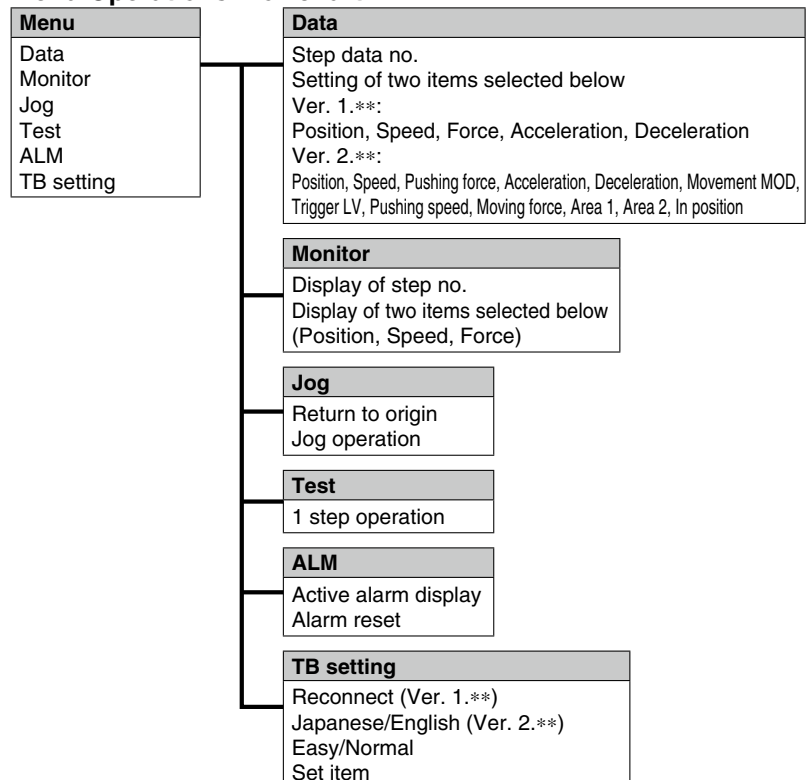 Menu
Data
Monitor
Jog
Test
ALM
TB setting
Data
Step data no.
Setting of two items selected below
Ver. 1.∗∗:
Position, Speed, Force, Acceleration, Deceleration
Ver. 2.∗∗:
Position, Speed, Pushing force, Acceleration, Deceleration, Movement MOD,
Trigger LV, Pushing speed, Moving force, Area 1, Area 2, In position
Monitor
Display of step no.
Display of two items selected below
(Position, Speed, Force)
Jog
Return to origin
Jog operation
Test
1 step operation
ALM
Active alarm display
Alarm reset
TB setting
Reconnect (Ver. 1.∗∗)
Japanese/English (Ver. 2.∗∗)
Easy/Normal
Set item